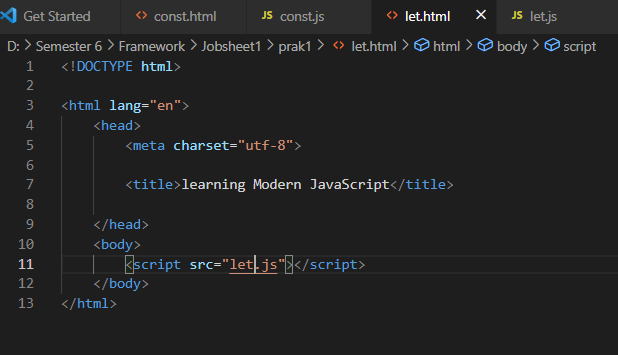 Get Started const.html JS const.js let.html JS let.js
D: > Semester 6 > Framework > Jobsheet1 > prak1 > let.html > html > body > script
1 <!DOCTYPE html>
2
3 <html lang="en">
4 <head>
5 <meta charset="utf-8">
6
7 <title>learning Modern JavaScript</title>
8
9 </head>
10 <body>
11 <script src="let.js"></script>
12 </body>
13 </html>